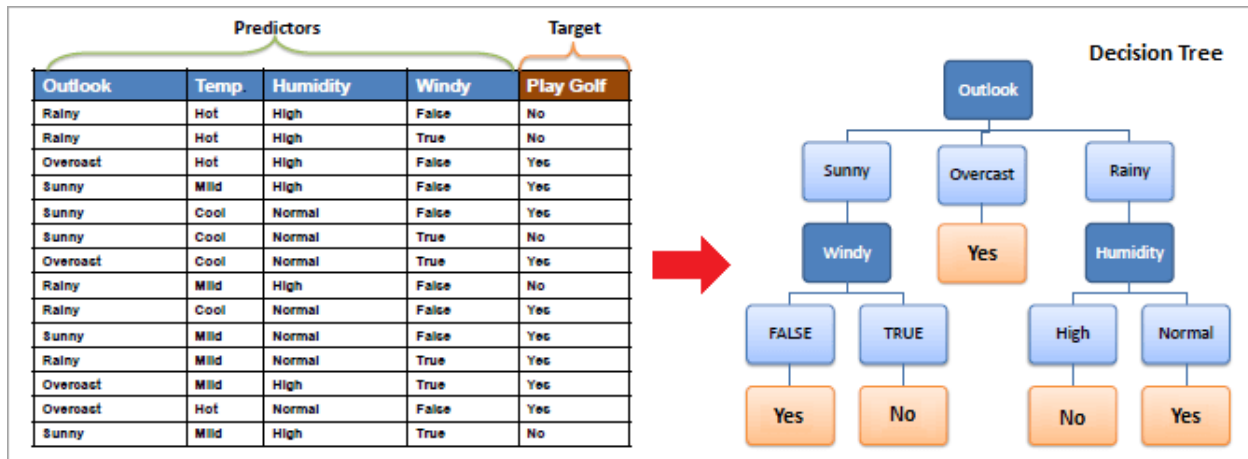 Predictors
Target
Outlook Temp. Humidity Windy Play Golf
Rainy Hot High False No
Rainy Hot High True No
Overcast Hot High False Yes
Sunny Mild High False Yes
Sunny Cool Normal False Yes
Sunny Cool Normal True No
Overcast Cool Normal True Yes
Rainy Mild High False No
Rainy Cool Normal False Yes
Sunny Mild Normal False Yes
Rainy Mild Normal True Yes
Overcast Mild High True Yes
Overcast Hot Normal False Yes
Sunny Mild High True No
Decision Tree
Outlook
Sunny Overcast Rainy
Windy Yes Humidity
FALSE TRUE High Normal
Yes No No Yes